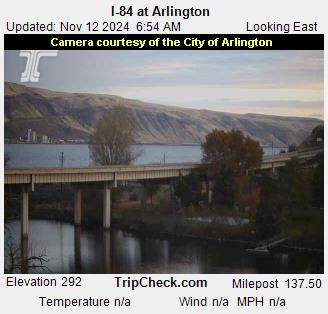 I-84 at Arlington
Updated: Nov 12 2024 6:54 AM Looking East
Camera courtesy of the City of Arlington
Elevation 292 TripCheck.com Milepost 137.50
Temperature n/a Wind n/a MPH n/a